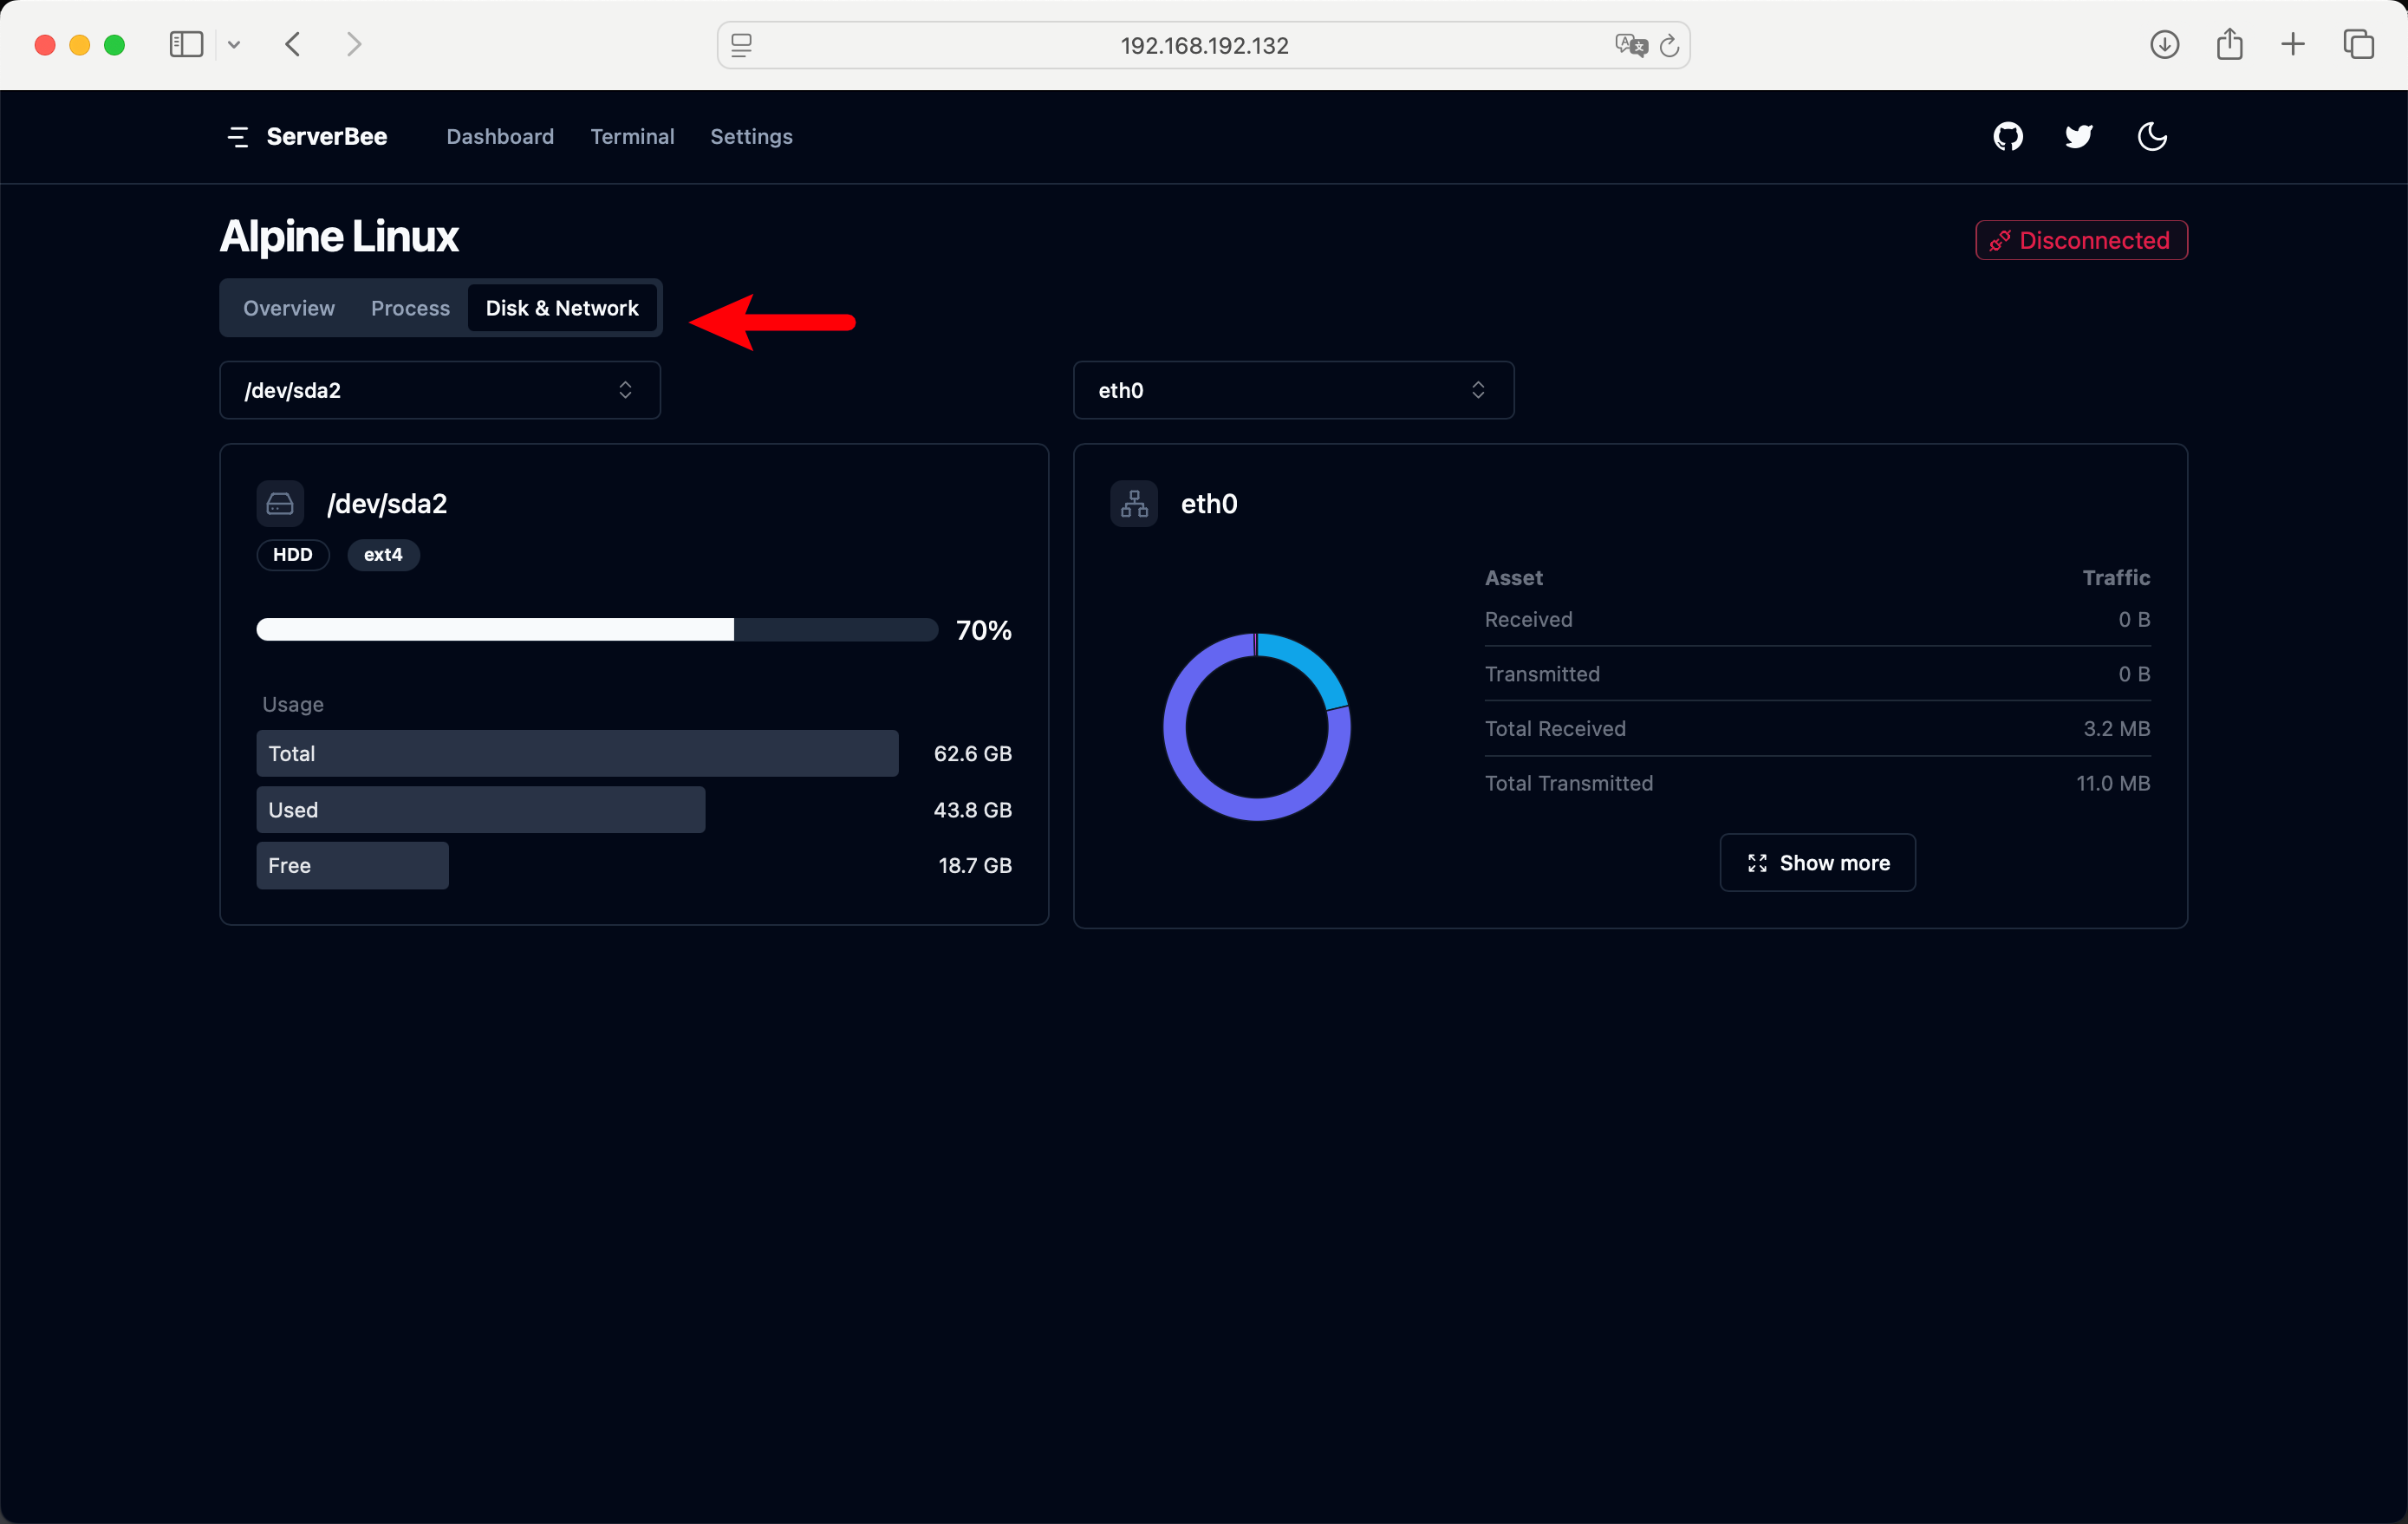 192.168.192.132
ServerBee Dashboard Terminal Settings
Alpine Linux
Disconnected
Overview Process Disk & Network
/dev/sda2
eth0
/dev/sda2
HDD ext4
70%
Usage
Total 62.6 GB
Used 43.8 GB
Free 18.7 GB
eth0
Asset Traffic
Received 0 B
Transmitted 0 B
Total Received 3.2 MB
Total Transmitted 11.0 MB
Show more